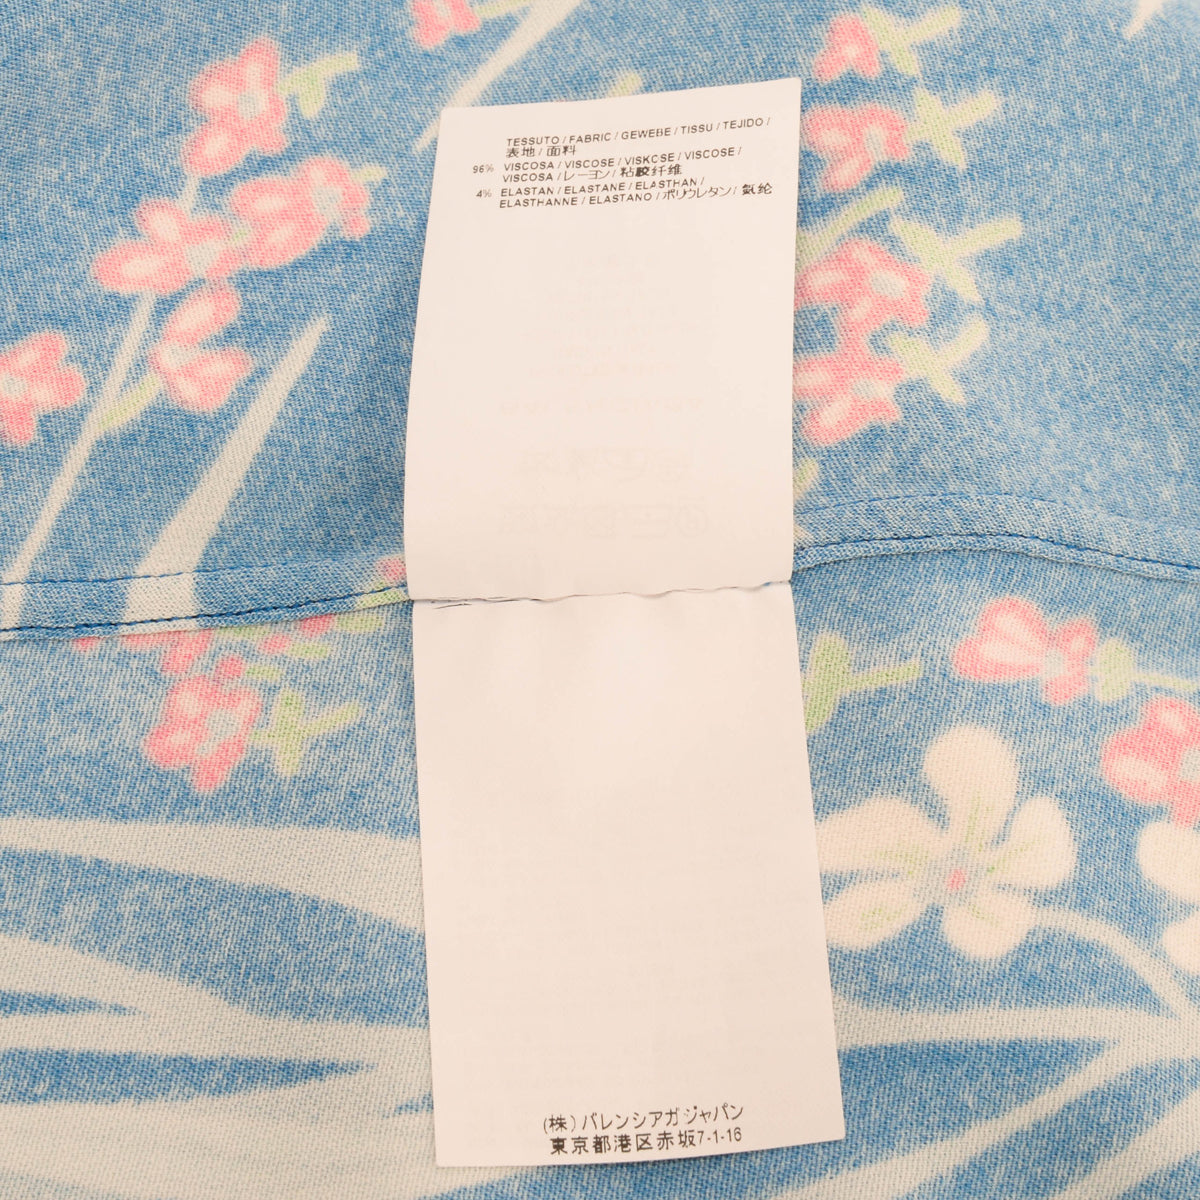 TESSUTO / FABRIC / GEWEBE / TISSU / TEJIDO /
表地 / 面料
96% VISCOSA / VISCOSE / VISKOSE / VISCOSE /
VISCOSA / レーヨン / 粘胶纤维
4% ELASTAN / ELASTANE / ELASTHAN /
ELASTHANNE / ELASTANO / ポリウレタン / 氨纶
(株) バレンシアガ ジャパン
東京都港区赤坂7-1-16